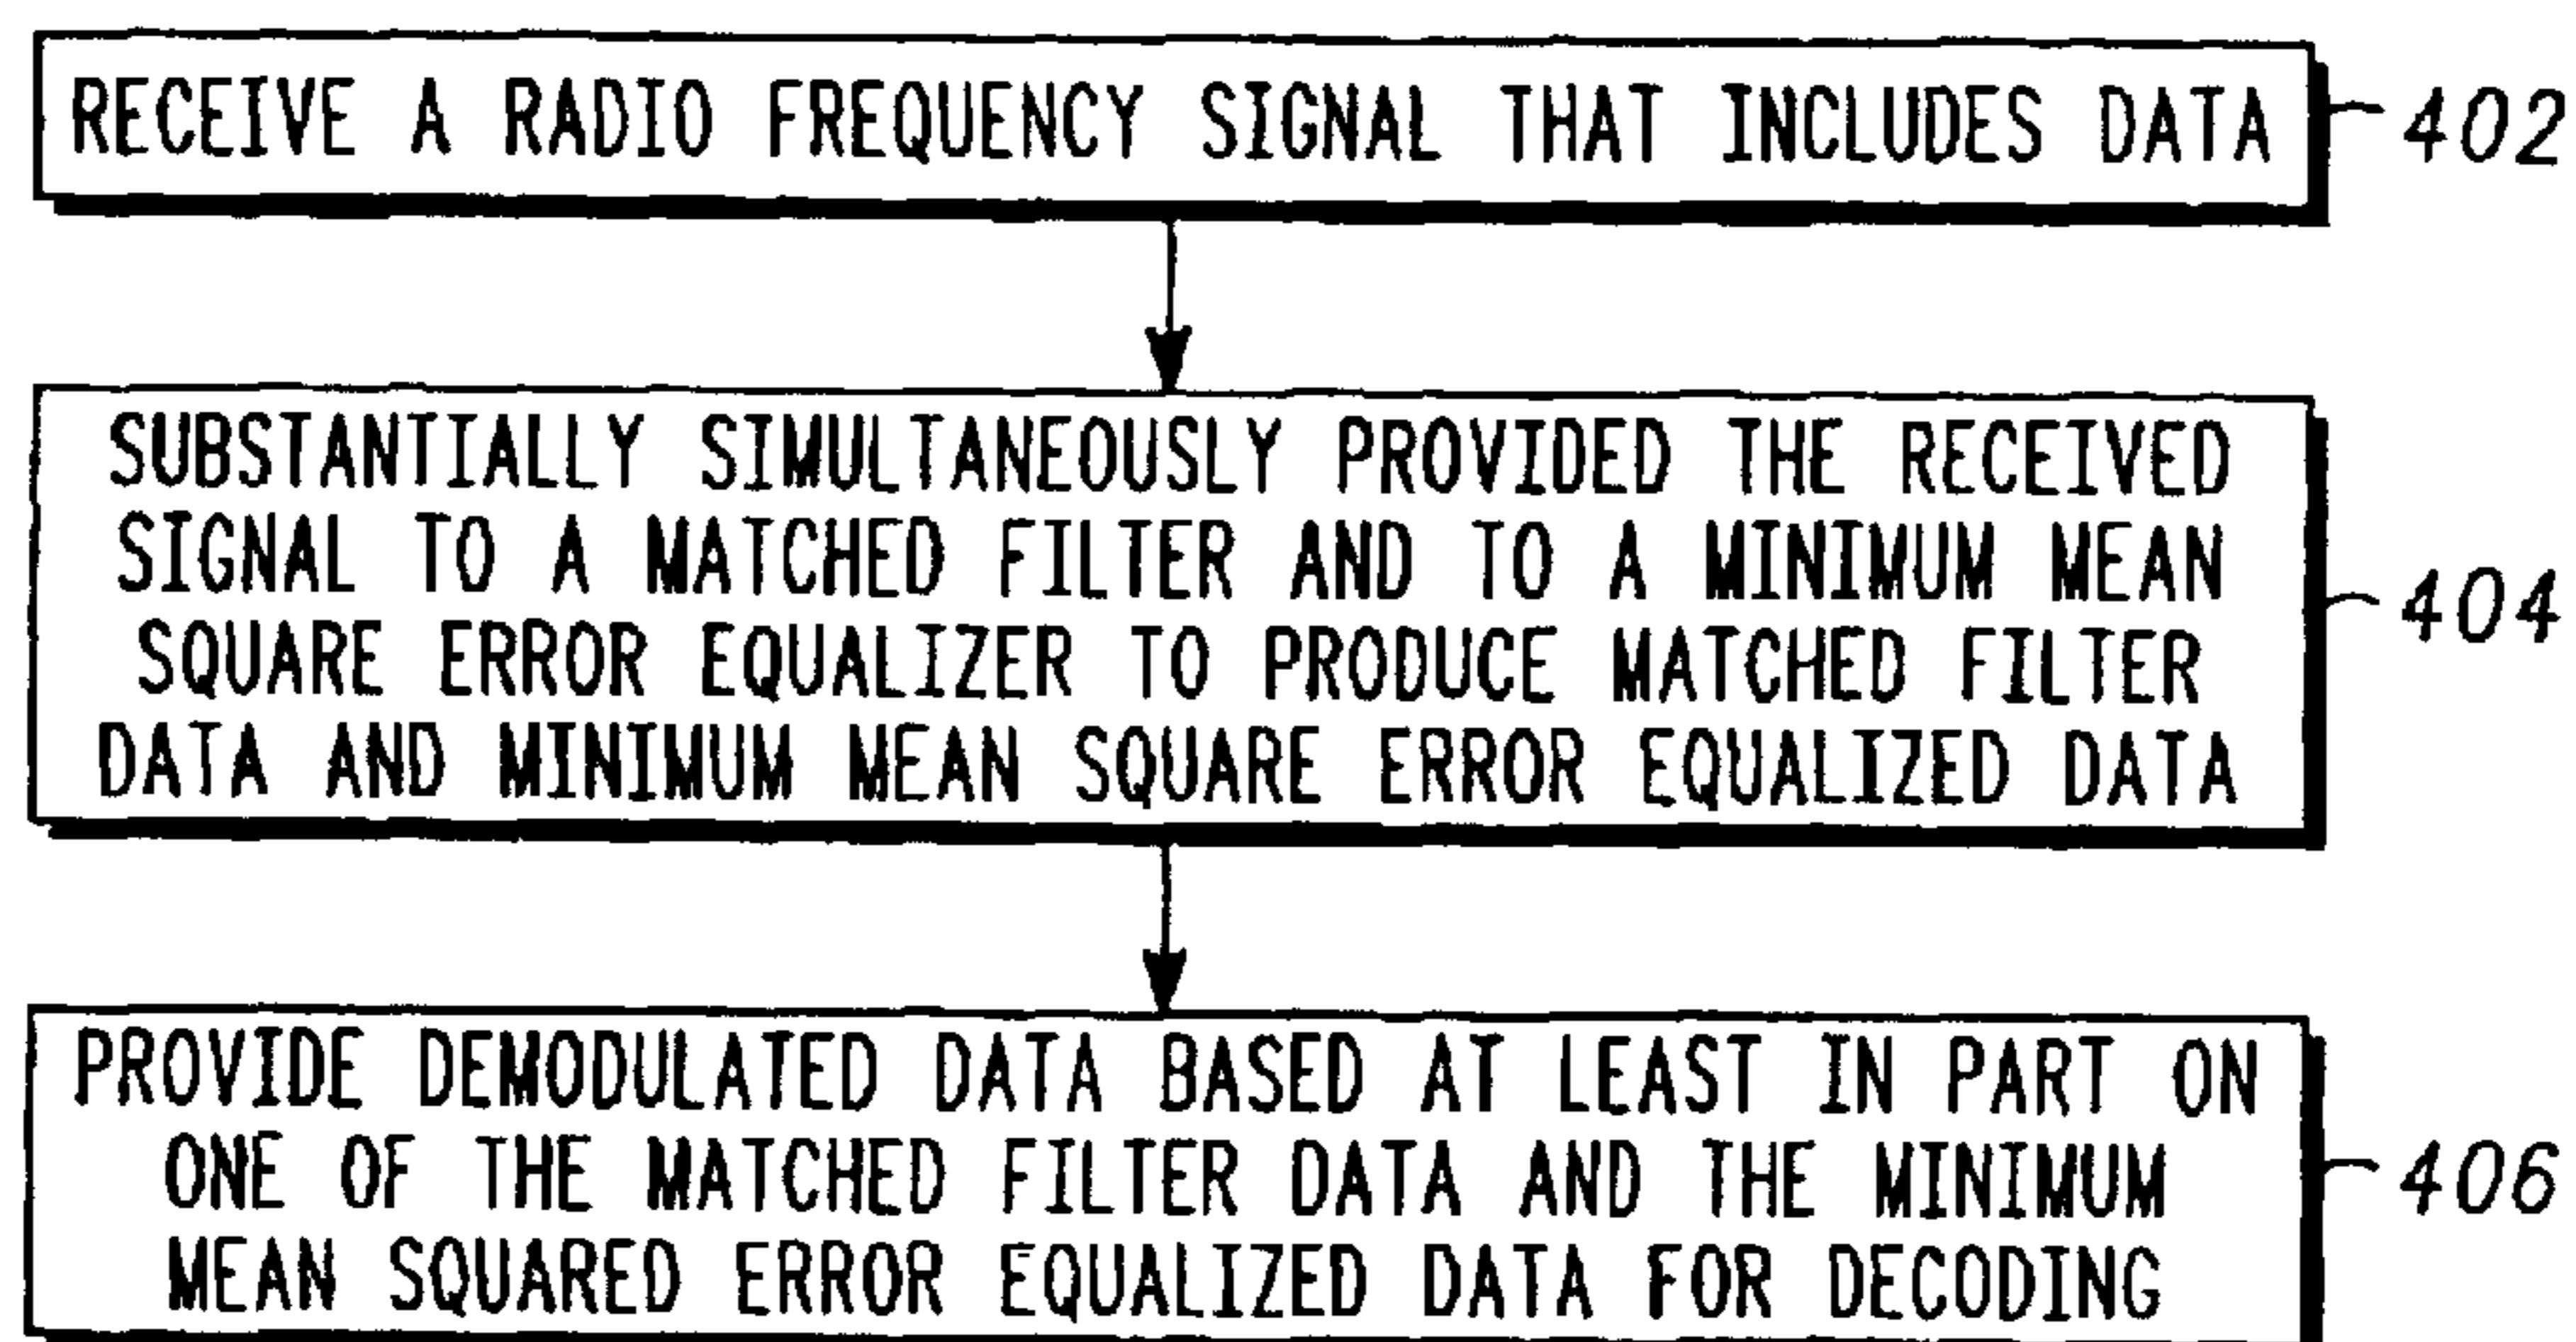 RECEIVE A RADIO FREQUENCY SIGNAL THAT INCLUDES DATA
402
SUBSTANTIALLY SIMULTANEOUSLY PROVIDED THE RECEIVED
SIGNAL TO A MATCHED FILTER AND TO A MINIMUM MEAN
SQUARE ERROR EQUALIZER TO PRODUCE MATCHED FILTER
DATA AND MINIMUM MEAN SQUARE ERROR EQUALIZED DATA
404
PROVIDE DEMODULATED DATA BASED AT LEAST IN PART ON
ONE OF THE MATCHED FILTER DATA AND THE MINIMUM
MEAN SQUARED ERROR EQUALIZED DATA FOR DECODING
406